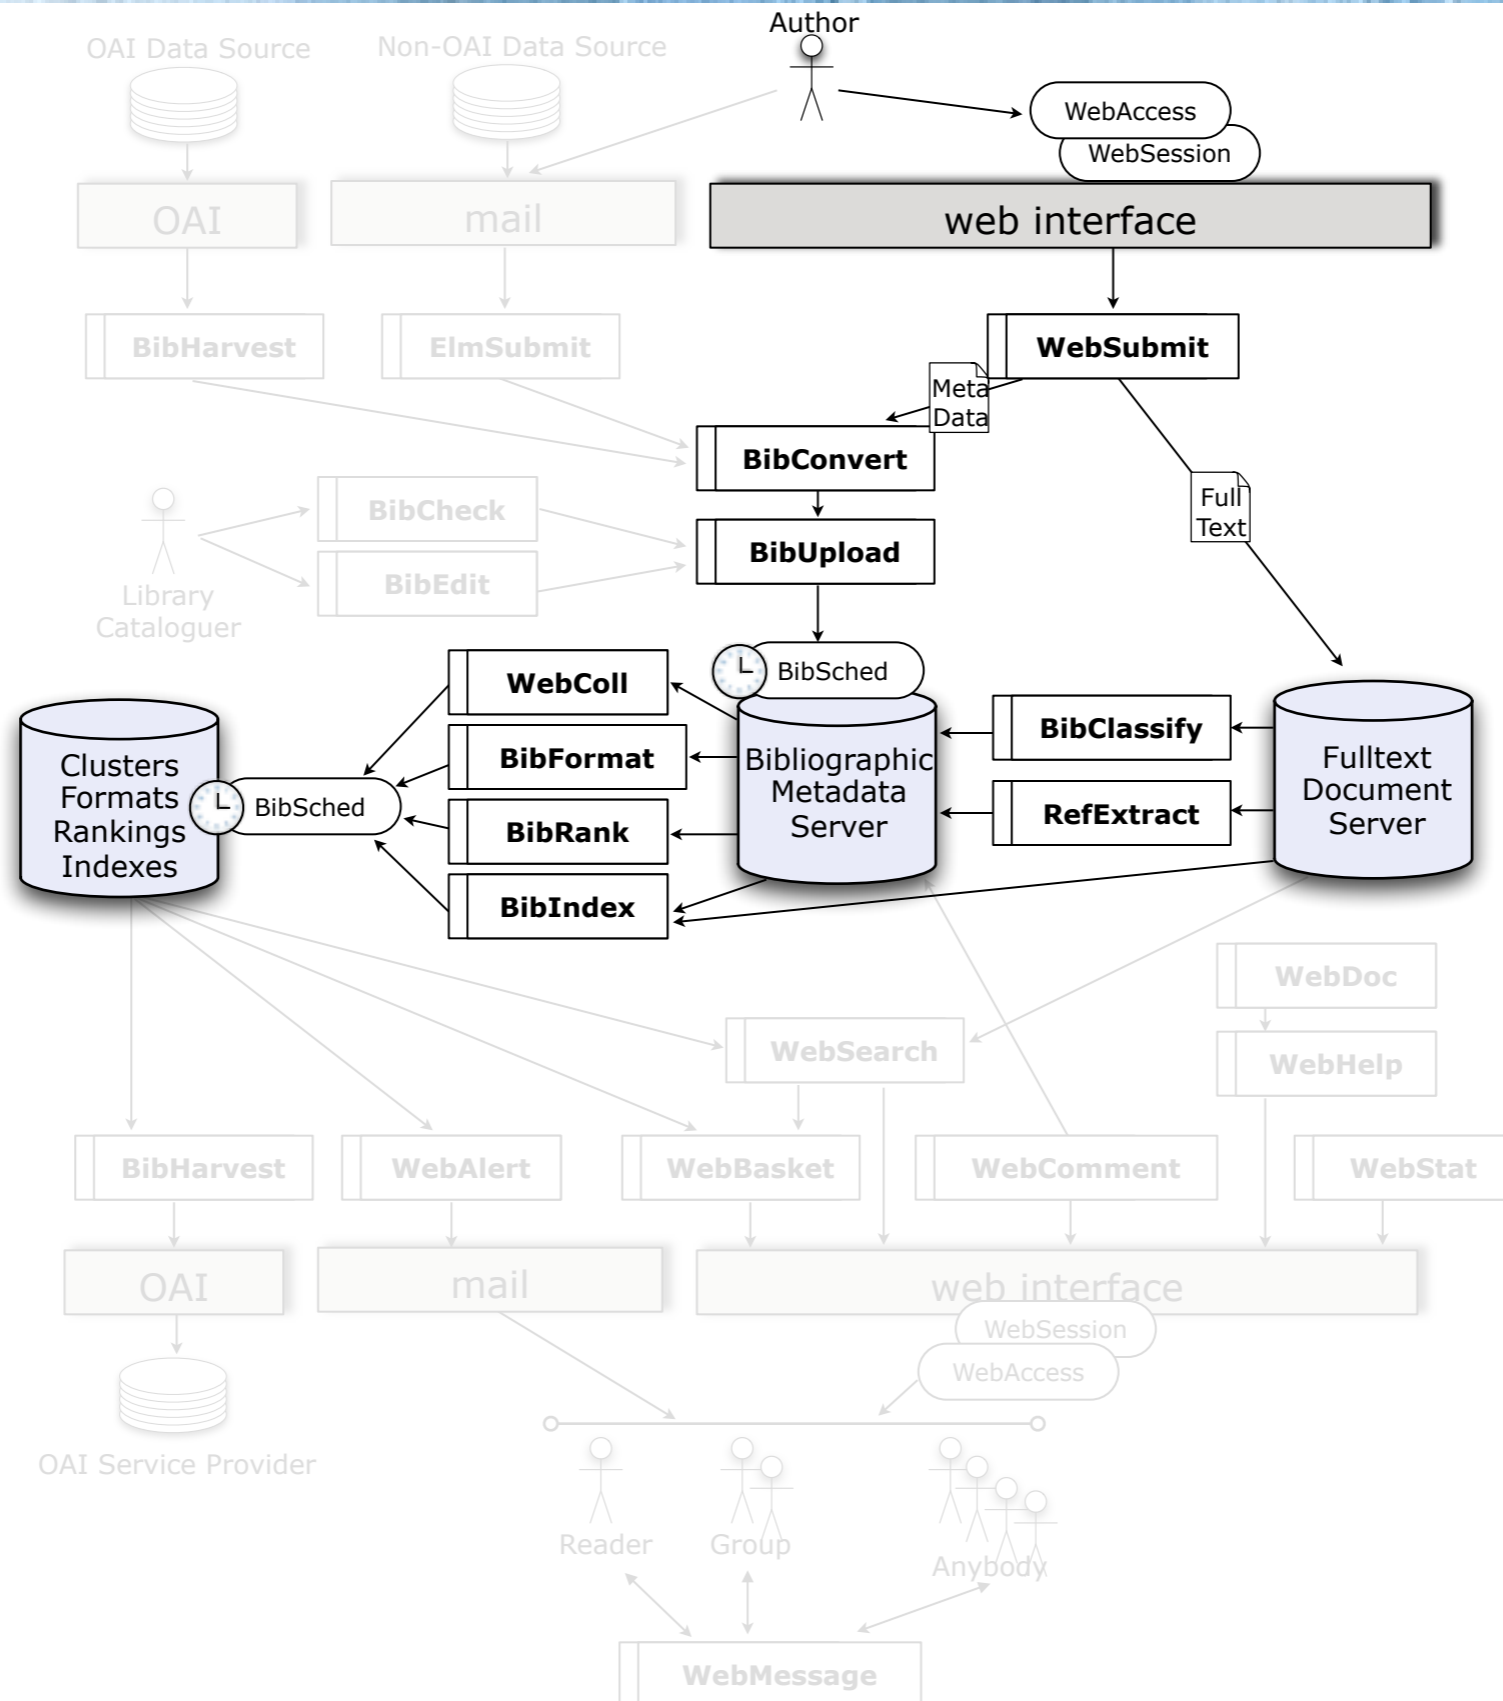 Author
OAI Data Source
Non-OAI Data Source
WebAccess
WebSession
OAI
mail
web interface
BibHarvest
ElmSubmit
WebSubmit
Meta
Data
BibConvert
Full
Text
BibCheck
BibUpload
BibEdit
Library
Cataloguer
BibSched
WebColl
BibClassify
BibFormat
Bibliographic
Metadata
Server
Fulltext
Document
Server
Clusters
Formats
Rankings
Indexes
BibSched
BibRank
RefExtract
BibIndex
WebDoc
WebSearch
WebHelp
BibHarvest
WebAlert
WebBasket
WebComment
WebStat
OAI
mail
web interface
WebSession
WebAccess
OAI Service Provider
Reader
Group
Anybody
WebMessage